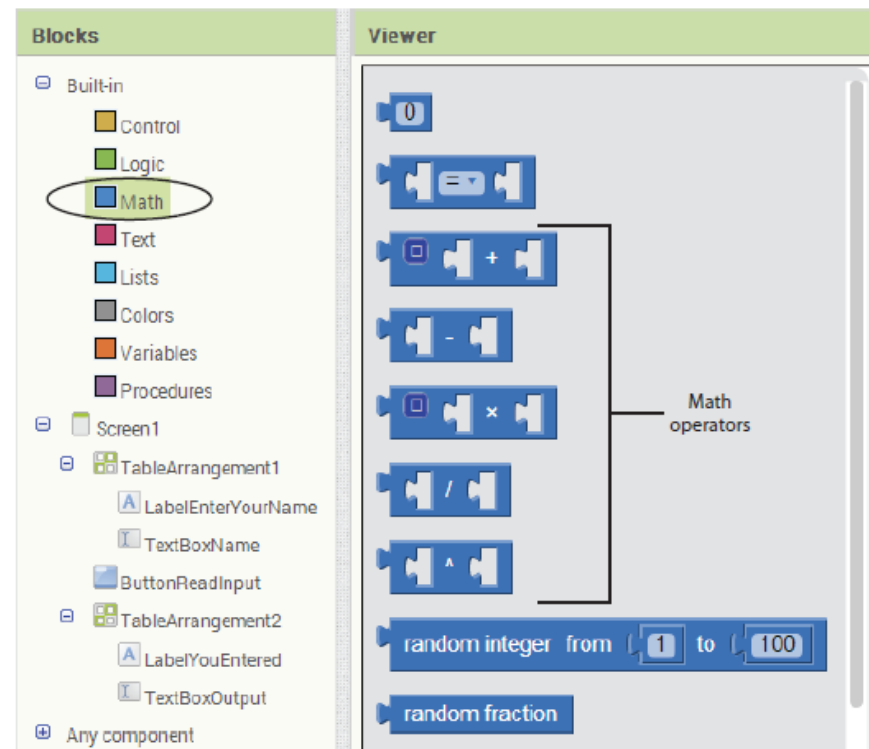 Blocks
Built-in
Control
Logic
Math
Text
Lists
Colors
Variables
Procedures
Screen1
TableArrangement1
LabelEnterYourName
TextBoxName
ButtonReadInput
TableArrangement2
LabelYouEntered
TextBoxOutput
Any component
Viewer
0
=
+
-
×
/
^
Math
operators
random integer from 1 to 100
random fraction